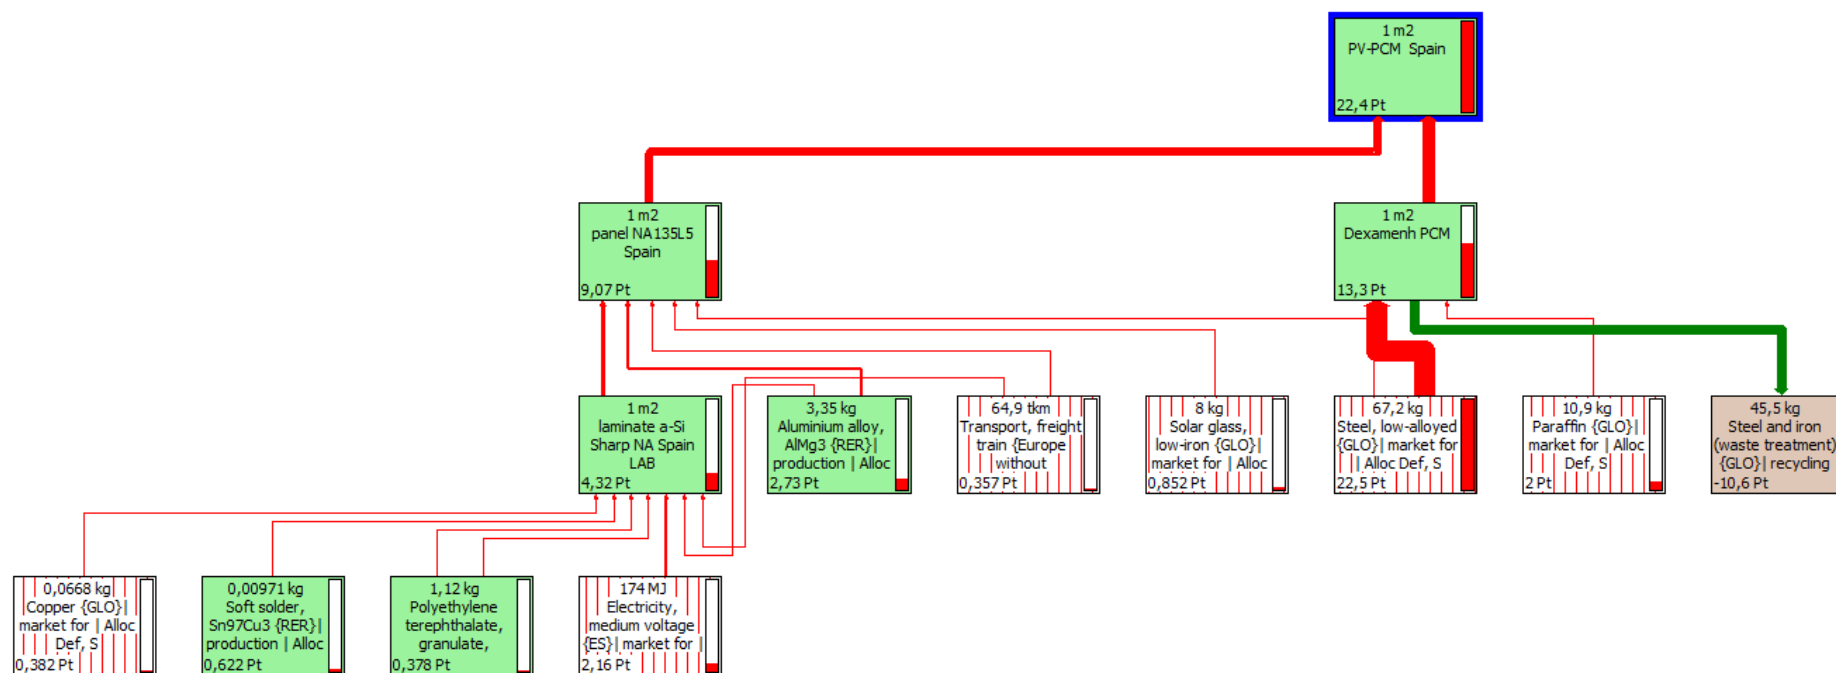 1 m2
PV-PCM Spain
22,4 Pt
1 m2
panel NA135L5
Spain
9,07 Pt
1 m2
Dexamenh PCM
13,3 Pt
1 m2
laminate a-Si
Sharp NA Spain
LAB
4,32 Pt
3,35 kg
Aluminium alloy,
AlMg3 {RER}|
production | Alloc
2,73 Pt
64,9 tkm
Transport, freight
train {Europe
without
0,357 Pt
8 kg
Solar glass,
low-iron {GLO}|
market for | Alloc
0,852 Pt
67,2 kg
Steel, low-alloyed
{GLO}| market for
| Alloc Def, S
22,5 Pt
10,9 kg
Paraffin {GLO}|
market for | Alloc
Def, S
2 Pt
45,5 kg
Steel and iron
(waste treatment)
{GLO}| recycling
-10,6 Pt
0,0668 kg
Copper {GLO}|
market for | Alloc
Def, S
0,382 Pt
0,00971 kg
Soft solder,
Sn97Cu3 {RER}|
production | Alloc
0,622 Pt
1,12 kg
Polyethylene
terephthalate,
granulate,
0,378 Pt
174 MJ
Electricity,
medium voltage
{ES}| market for |
2,16 Pt